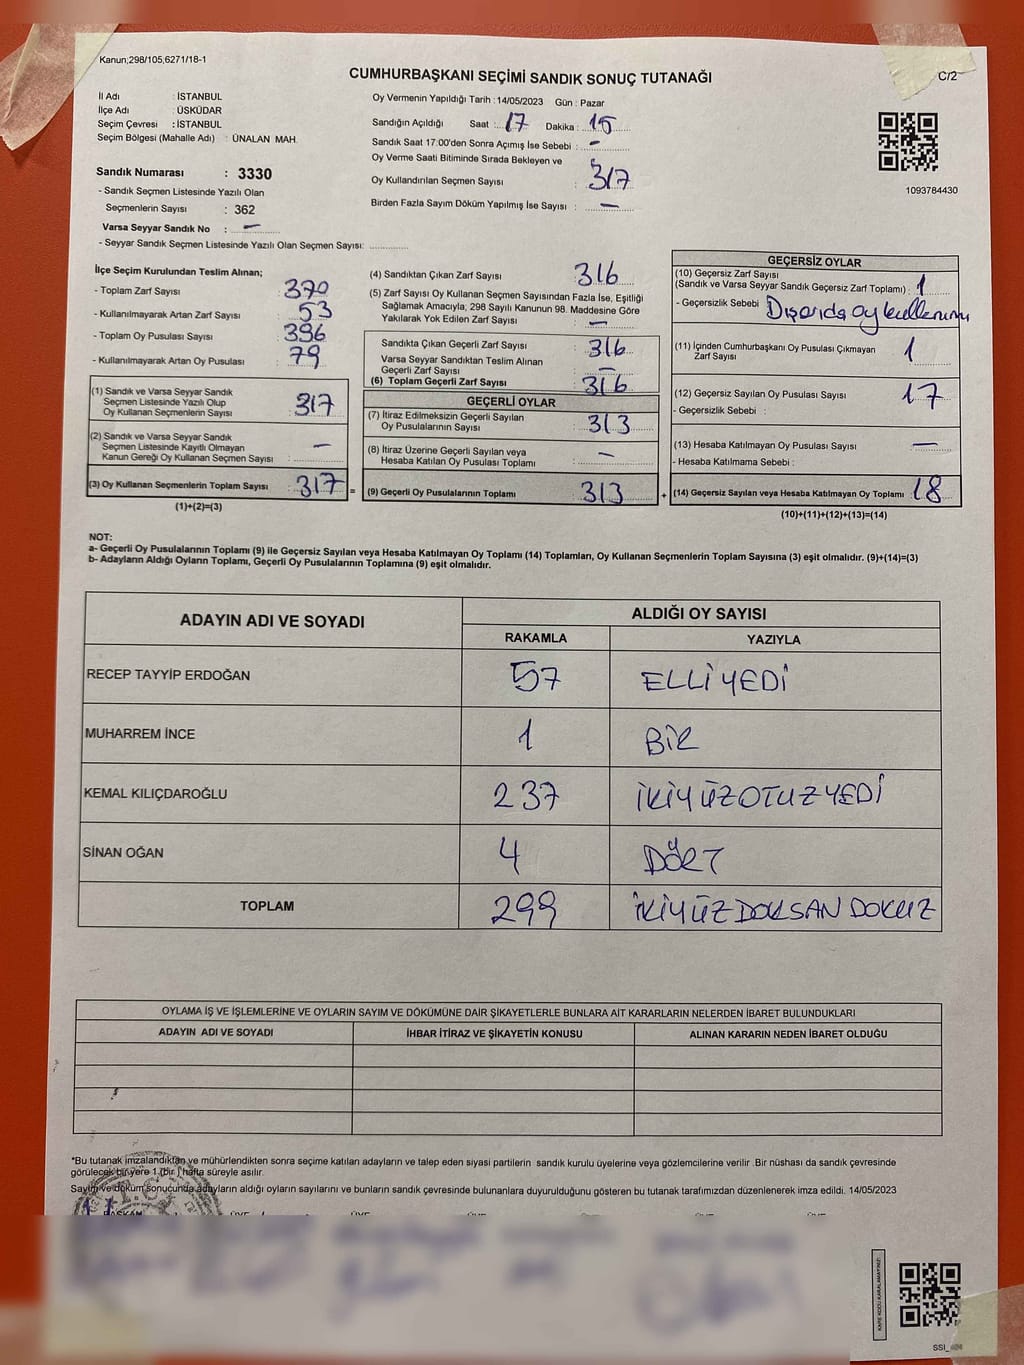 Kanun;298/105,6271/18-1
CUMHURBAŞKANI SEÇİMİ SANDIK SONUÇ TUTANAĞI
C/2
İl Adı : İSTANBUL
İlçe Adı : ÜSKÜDAR
Seçim Çevresi : İSTANBUL
Seçim Bölgesi (Mahalle Adı) : ÜNALAN MAH.
Sandık Numarası : 3330
- Sandık Seçmen Listesinde Yazılı Olan
Seçmenlerin Sayısı : 362
Varsa Seyyar Sandık No : -
- Seyyar Sandık Seçmen Listesinde Yazılı Olan Seçmen Sayısı: ............
Oy Vermenin Yapıldığı Tarih : 14/05/2023 Gün : Pazar
Sandığın Açıldığı Saat : 17 Dakika : 15
Sandık Saat 17:00'den Sonra Açımış İse Sebebi : -
Oy Verme Saati Bitiminde Sırada Bekleyen ve
Oy Kullandırılan Seçmen Sayısı : 317
Birden Fazla Sayım Döküm Yapılmış İse Sayısı : -
1093784430
İlçe Seçim Kurulundan Teslim Alınan;
- Toplam Zarf Sayısı : 370
- Kullanılmayarak Artan Zarf Sayısı : 53
- Toplam Oy Pusulası Sayısı : 396
- Kullanılmayarak Artan Oy Pusulası : 79
(1) Sandık ve Varsa Seyyar Sandık
Seçmen Listesinde Yazılı Olup
Oy Kullanan Seçmenlerin Sayısı : 317
(2) Sandık ve Varsa Seyyar Sandık
Seçmen Listesinde Kayıtlı Olmayan
Kanun Gereği Oy Kullanan Seçmen Sayısı : -
(3) Oy Kullanan Seçmenlerin Toplam Sayısı : 317 =
(1)+(2)=(3)
(4) Sandıktan Çıkan Zarf Sayısı : 316
(5) Zarf Sayısı Oy Kullanan Seçmen Sayısından Fazla İse, Eşitliği
Sağlamak Amacıyla, 298 Sayılı Kanunun 98. Maddesine Göre
Yakılarak Yok Edilen Zarf Sayısı : -
Sandıkta Çıkan Geçerli Zarf Sayısı : 316
Varsa Seyyar Sandıktan Teslim Alınan
Geçerli Zarf Sayısı : -
(6) Toplam Geçerli Zarf Sayısı : 316
GEÇERLİ OYLAR
(7) İtiraz Edilmeksizin Geçerli Sayılan
Oy Pusulalarının Sayısı : 313
(8) İtiraz Üzerine Geçerli Sayılan veya
Hesaba Katılan Oy Pusulası Toplamı : -
(9) Geçerli Oy Pusulalarının Toplamı : 313 +
GEÇERSİZ OYLAR
(10) Geçersiz Zarf Sayısı
(Sandık ve Varsa Seyyar Sandık Geçersiz Zarf Toplamı) : 1
- Geçersizlik Sebebi : Dışarıda oy kullanımı
(11) İçinden Cumhurbaşkanı Oy Pusulası Çıkmayan
Zarf Sayısı : 1
(12) Geçersiz Sayılan Oy Pusulası Sayısı : 17
- Geçersizlik Sebebi :
(13) Hesaba Katılmayan Oy Pusulası Sayısı : -
- Hesaba Katılmama Sebebi :
(14) Geçersiz Sayılan veya Hesaba Katılmayan Oy Toplamı : 18
(10)+(11)+(12)+(13)=(14)
NOT:
a- Geçerli Oy Pusulalarının Toplamı (9) ile Geçersiz Sayılan veya Hesaba Katılmayan Oy Toplamı (14) Toplamları, Oy Kullanan Seçmenlerin Toplam Sayısına (3) eşit olmalıdır. (9)+(14)=(3)
b- Adayların Aldığı Oyların Toplamı, Geçerli Oy Pusulalarının Toplamına (9) eşit olmalıdır.
ADAYIN ADI VE SOYADI ALDIĞI OY SAYISI
RAKAMLA YAZIYLA
RECEP TAYYİP ERDOĞAN 57 ELLİYEDİ
MUHARREM İNCE 1 BİR
KEMAL KILIÇDAROĞLU 237 İKİYÜZOTUZYEDİ
SİNAN OĞAN 4 DÖRT
TOPLAM 299 İKİYÜZDOKSAN DOKUZ
OYLAMA İŞ VE İŞLEMLERİNE VE OYLARIN SAYIM VE DÖKÜMÜNE DAİR ŞİKAYETLERLE BUNLARA AİT KARARLARIN NELERDEN İBARET BULUNDUKLARI
ADAYIN ADI VE SOYADI İHBAR İTİRAZ VE ŞİKAYETİN KONUSU ALINAN KARARIN NEDEN İBARET OLDUĞU
*Bu tutanak imzalandıktan ve mühürlendikten sonra seçime katılan adayların ve talep eden siyasi partilerin sandık kurulu üyelerine veya gözlemcilerine verilir .Bir nüshası da sandık çevresinde
görülecek bir yere 1 (bir ) hafta süreyle asılır.
Sayım ve döküm sonucunda adayların aldığı oyların sayılarını ve bunların sandık çevresinde bulunanlara duyurulduğunu gösteren bu tutanak tarafımızdan düzenlenerek imza edildi. 14/05/2023
BAŞKAN